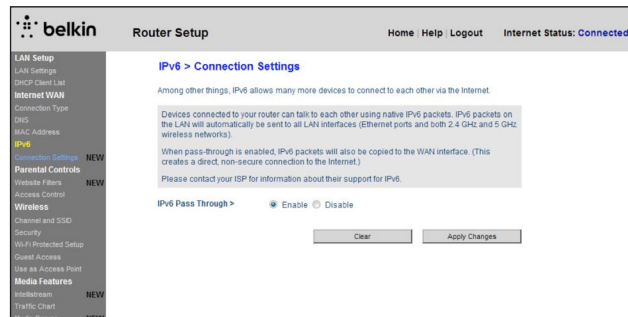 belkin
Router Setup
Home | Help | Logout
Internet Status: Connected
LAN Setup
LAN Settings
DHCP Client List
Internet WAN
Connection Type
DNS
MAC Address
IPv6
Connection Settings NEW
Parental Controls
Website Filters NEW
Access Control
Wireless
Channel and SSID
Security
Wi-Fi Protected Setup
Guest Access
Use as Access Point
Media Features
Intellistream NEW
Traffic Chart
IPv6 > Connection Settings
Among other things, IPv6 allows many more devices to connect to each other via the Internet.
Devices connected to your router can talk to each other using native IPv6 packets. IPv6 packets on
the LAN will automatically be sent to all LAN interfaces (Ethernet ports and both 2.4 GHz and 5 GHz
wireless networks).
When pass-through is enabled, IPv6 packets will also be copied to the WAN interface. (This
creates a direct, non-secure connection to the Internet.)
Please contact your ISP for information about their support for IPv6.
IPv6 Pass Through > Enable Disable
Clear
Apply Changes